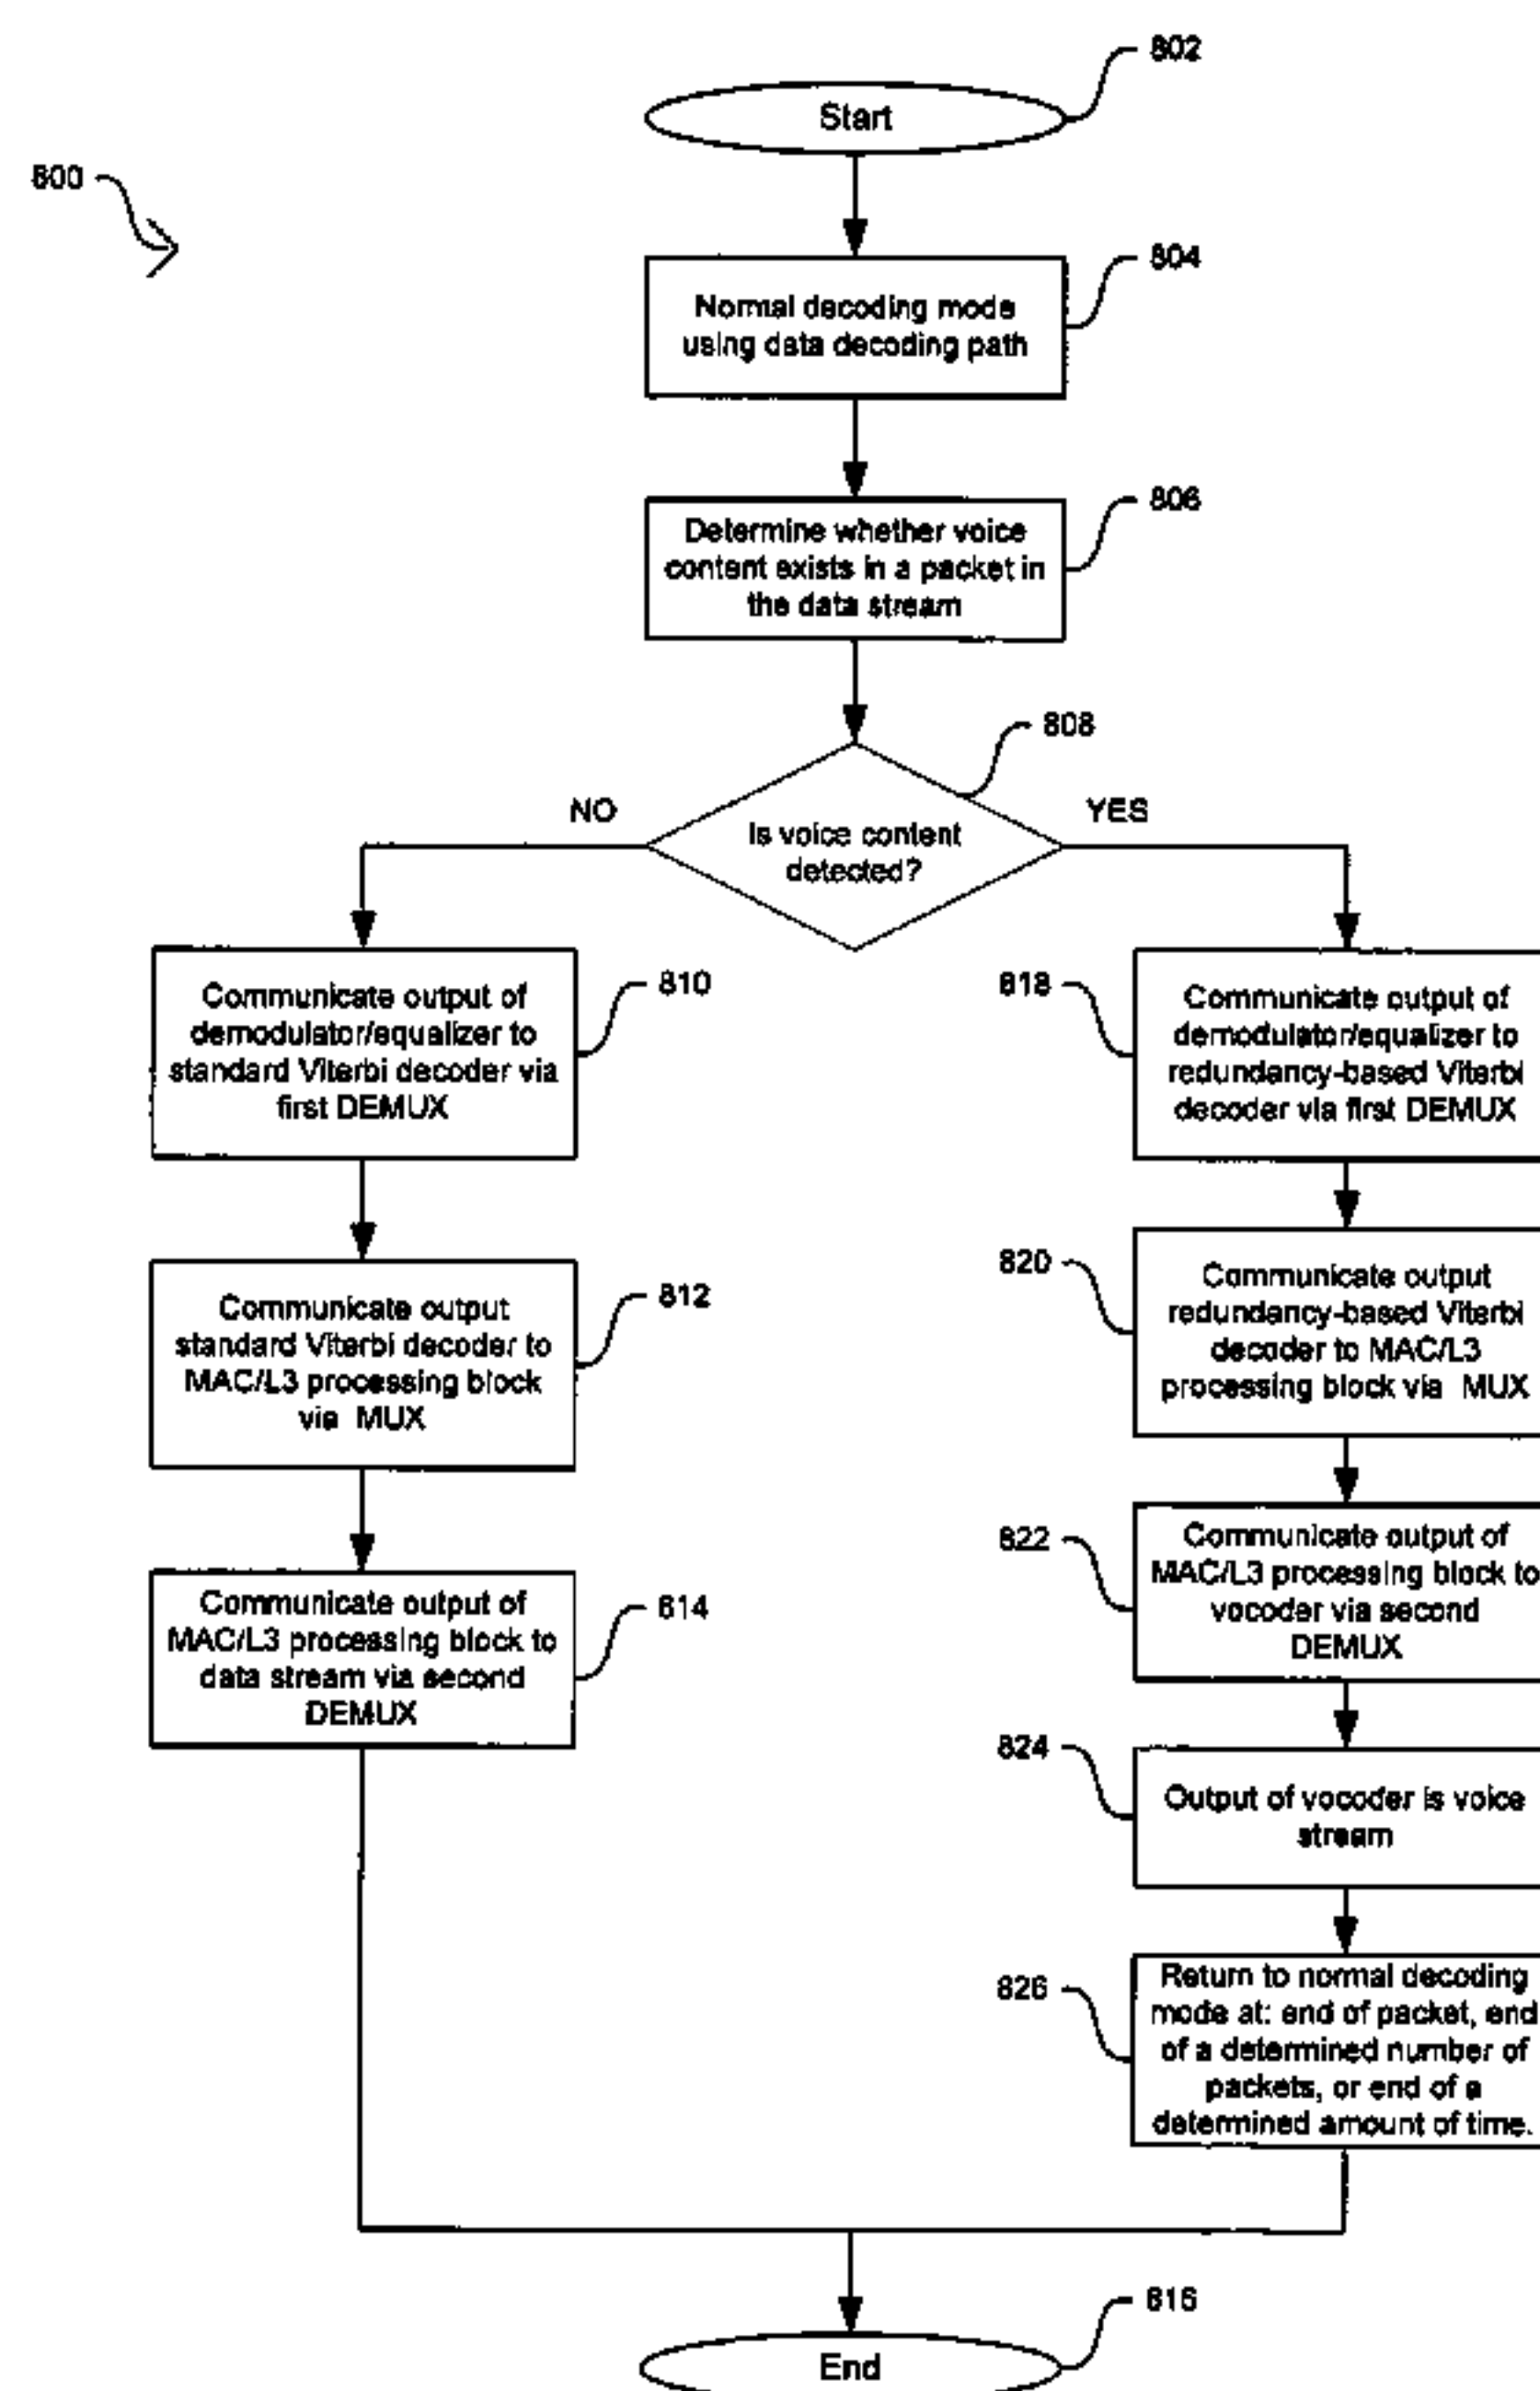 802
Start
800
804
Normal decoding mode
using data decoding path
806
Determine whether voice
content exists in a packet in
the data stream
808
NO
YES
Is voice content
detected?
810
Communicate output of
demodulator/equalizer to
standard Viterbi decoder via
first DEMUX
818
Communicate output of
demodulator/equalizer to
redundancy-based Viterbi
decoder via first DEMUX
812
Communicate output
standard Viterbi decoder to
MAC/L3 processing block
via MUX
820
Communicate output
redundancy-based Viterbi
decoder to MAC/L3
processing block via MUX
814
Communicate output of
MAC/L3 processing block to
data stream via second
DEMUX
822
Communicate output of
MAC/L3 processing block to
vocoder via second
DEMUX
824
Output of vocoder is voice
stream
826
Return to normal decoding
mode at: end of packet, end
of a determined number of
packets, or end of a
determined amount of time.
816
End